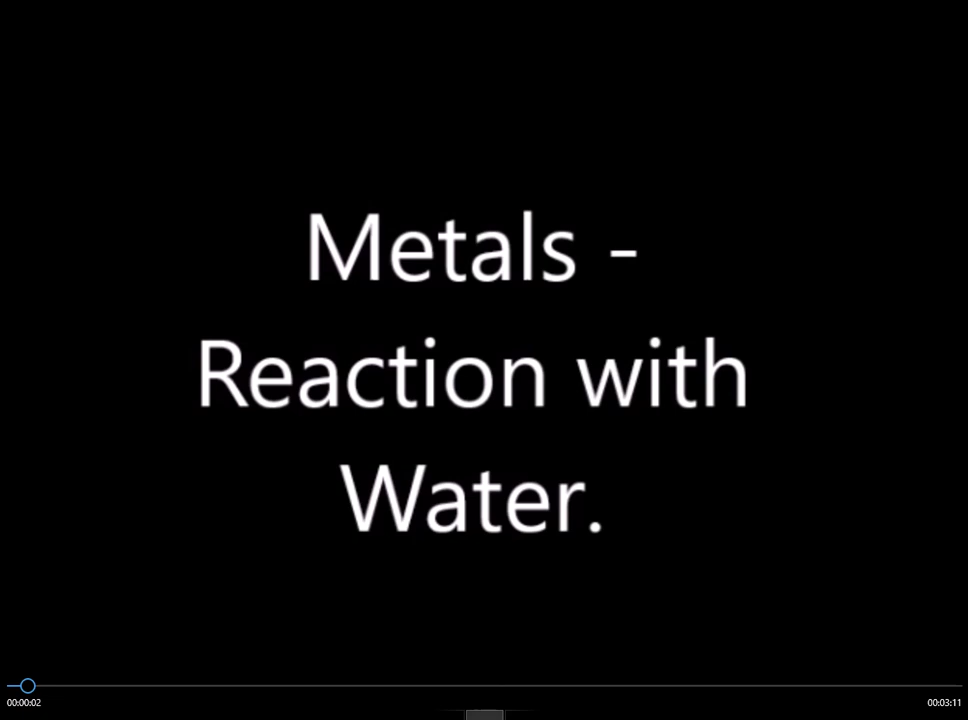 Metals -
Reaction with
Water.
00:00:02
00:03:11